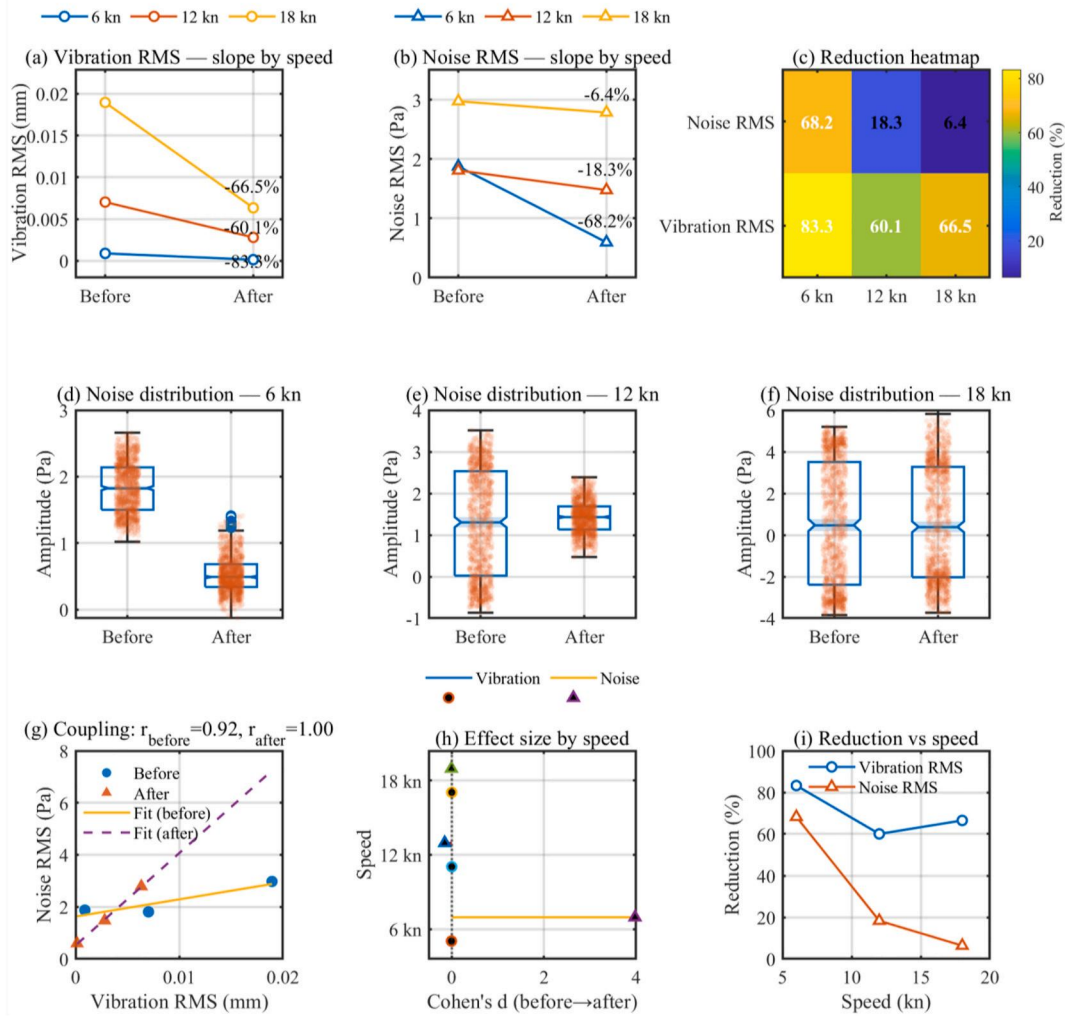 6 kn 12 kn 18 kn
6 kn 12 kn 18 kn
(a) Vibration RMS — slope by speed
Vibration RMS (mm)
0.02
0.015
0.01
0.005
0
-66.5%
-60.1%
-83.3%
Before After
(b) Noise RMS — slope by speed
Noise RMS (Pa)
3
2
1
0
-6.4%
-18.3%
-68.2%
Before After
(c) Reduction heatmap
Noise RMS
Vibration RMS
68.2 18.3 6.4
83.3 60.1 66.5
6 kn 12 kn 18 kn
80
60
40
20
Reduction (%)
(d) Noise distribution — 6 kn
Amplitude (Pa)
3
2
1
0
Before After
(e) Noise distribution — 12 kn
Amplitude (Pa)
4
3
2
1
0
-1
Before After
(f) Noise distribution — 18 kn
Amplitude (Pa)
6
4
2
0
-2
-4
Before After
(g) Coupling: r_before=0.92, r_after=1.00
Noise RMS (Pa)
8
6
4
2
0
Before
After
Fit (before)
Fit (after)
0 0.01 0.02
Vibration RMS (mm)
Vibration Noise
(h) Effect size by speed
Speed
18 kn
12 kn
6 kn
0 2 4
Cohen's d (before→after)
(i) Reduction vs speed
Reduction (%)
100
80
60
40
20
0
Vibration RMS
Noise RMS
5 10 15 20
Speed (kn)